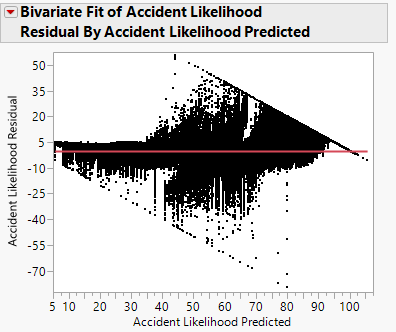 Bivariate Fit of Accident Likelihood
Residual By Accident Likelihood Predicted
Accident Likelihood Residual
50
35
20
5
-10
-25
-40
-55
-70
5 10 20 30 40 50 60 70 80 90 100
Accident Likelihood Predicted